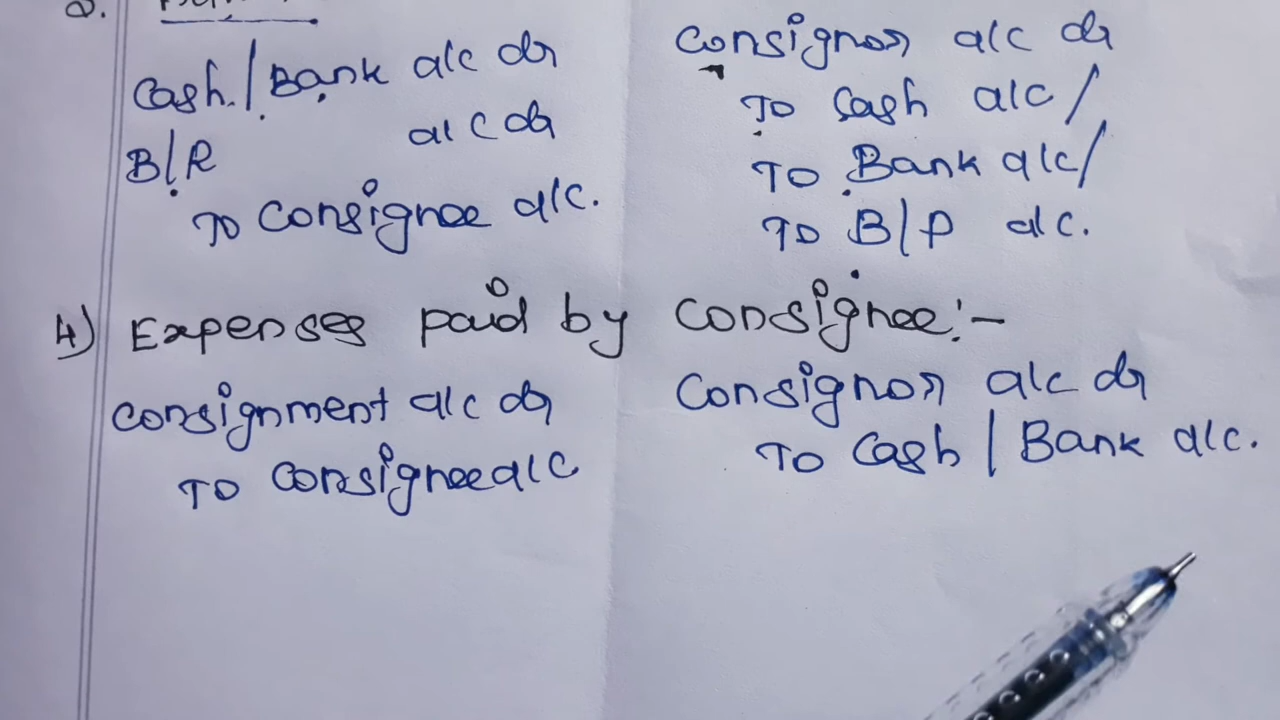 Cash / Bank a/c dr
B/R a/c dr
To Consignee a/c.
Consignor a/c dr
To Cash a/c /
To Bank a/c /
To B/P a/c.
4) Expenses paid by Consignee:-
Consignment a/c dr
To Consignee a/c
Consignor a/c dr
To Cash / Bank a/c.